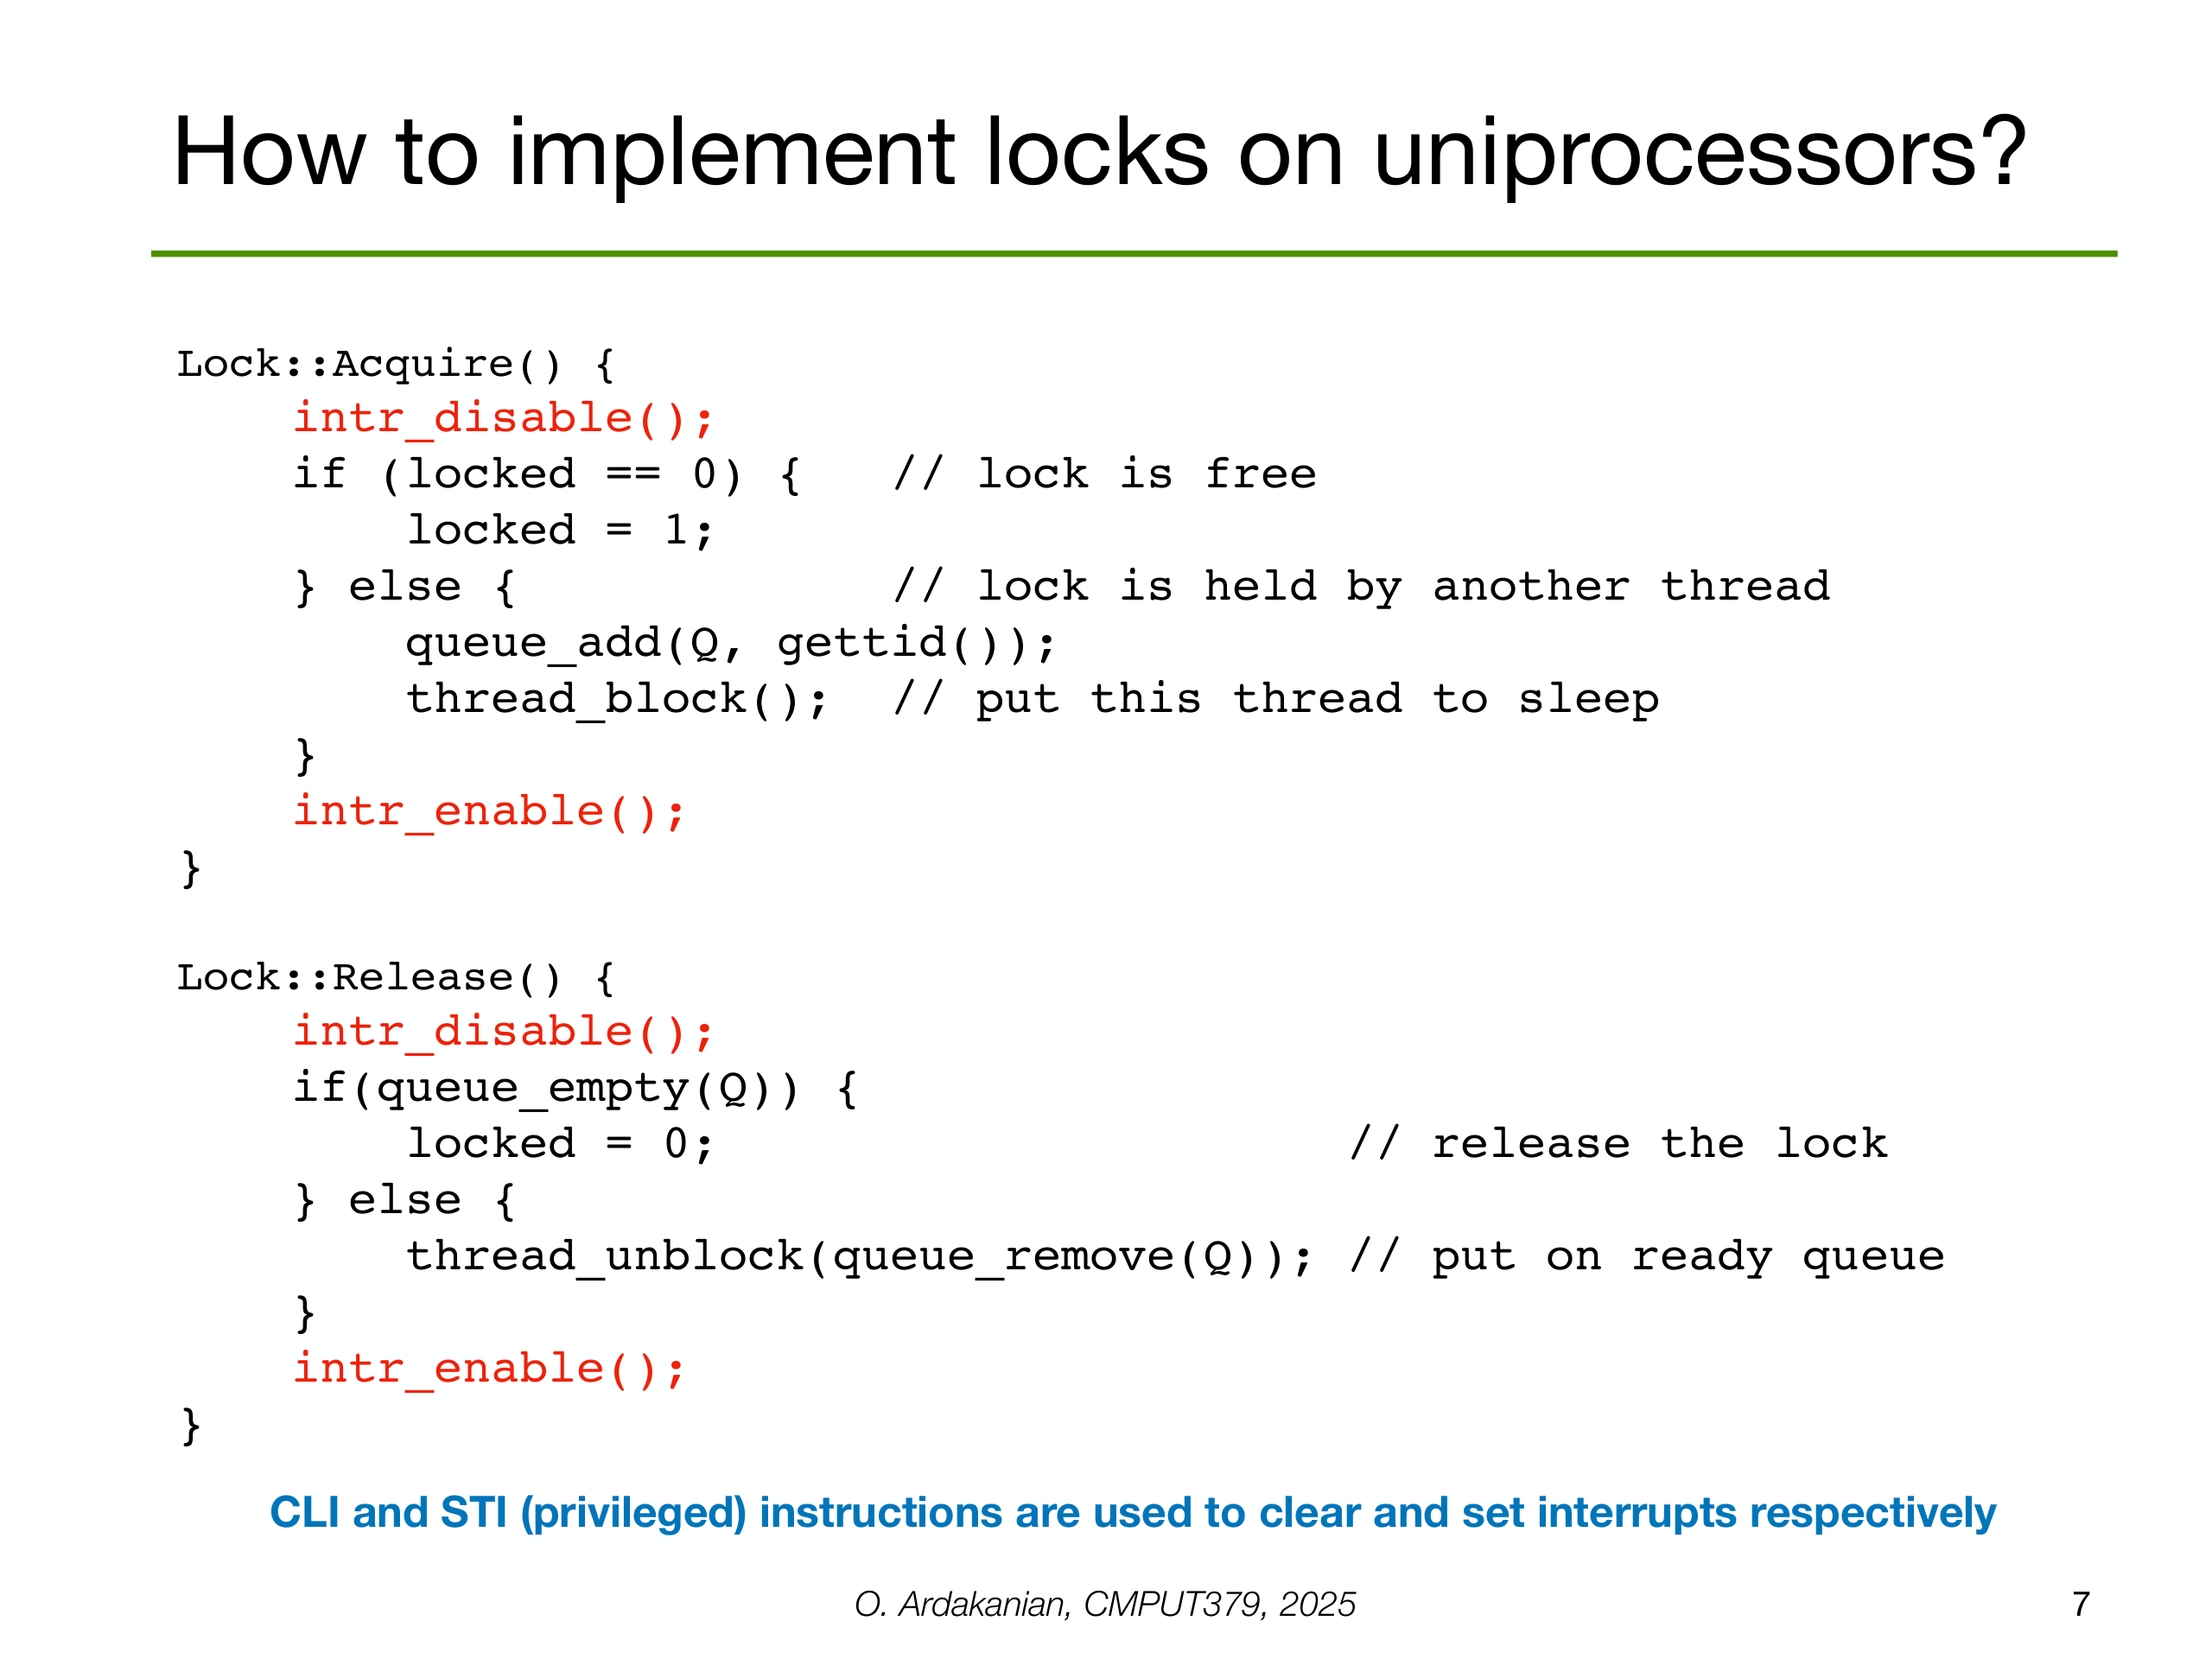 How to implement locks on uniprocessors?
Lock::Acquire() {
    intr_disable();
    if (locked == 0) {   // lock is free
        locked = 1;
    } else {             // lock is held by another thread
        queue_add(Q, gettid());
        thread_block();  // put this thread to sleep
    }
    intr_enable();
}
Lock::Release() {
    intr_disable();
    if(queue_empty(Q)) {
        locked = 0;                      // release the lock
    } else {
        thread_unblock(queue_remove(Q)); // put on ready queue
    }
    intr_enable();
}
CLI and STI (privileged) instructions are used to clear and set interrupts respectively
O. Ardakanian, CMPUT379, 2025
7